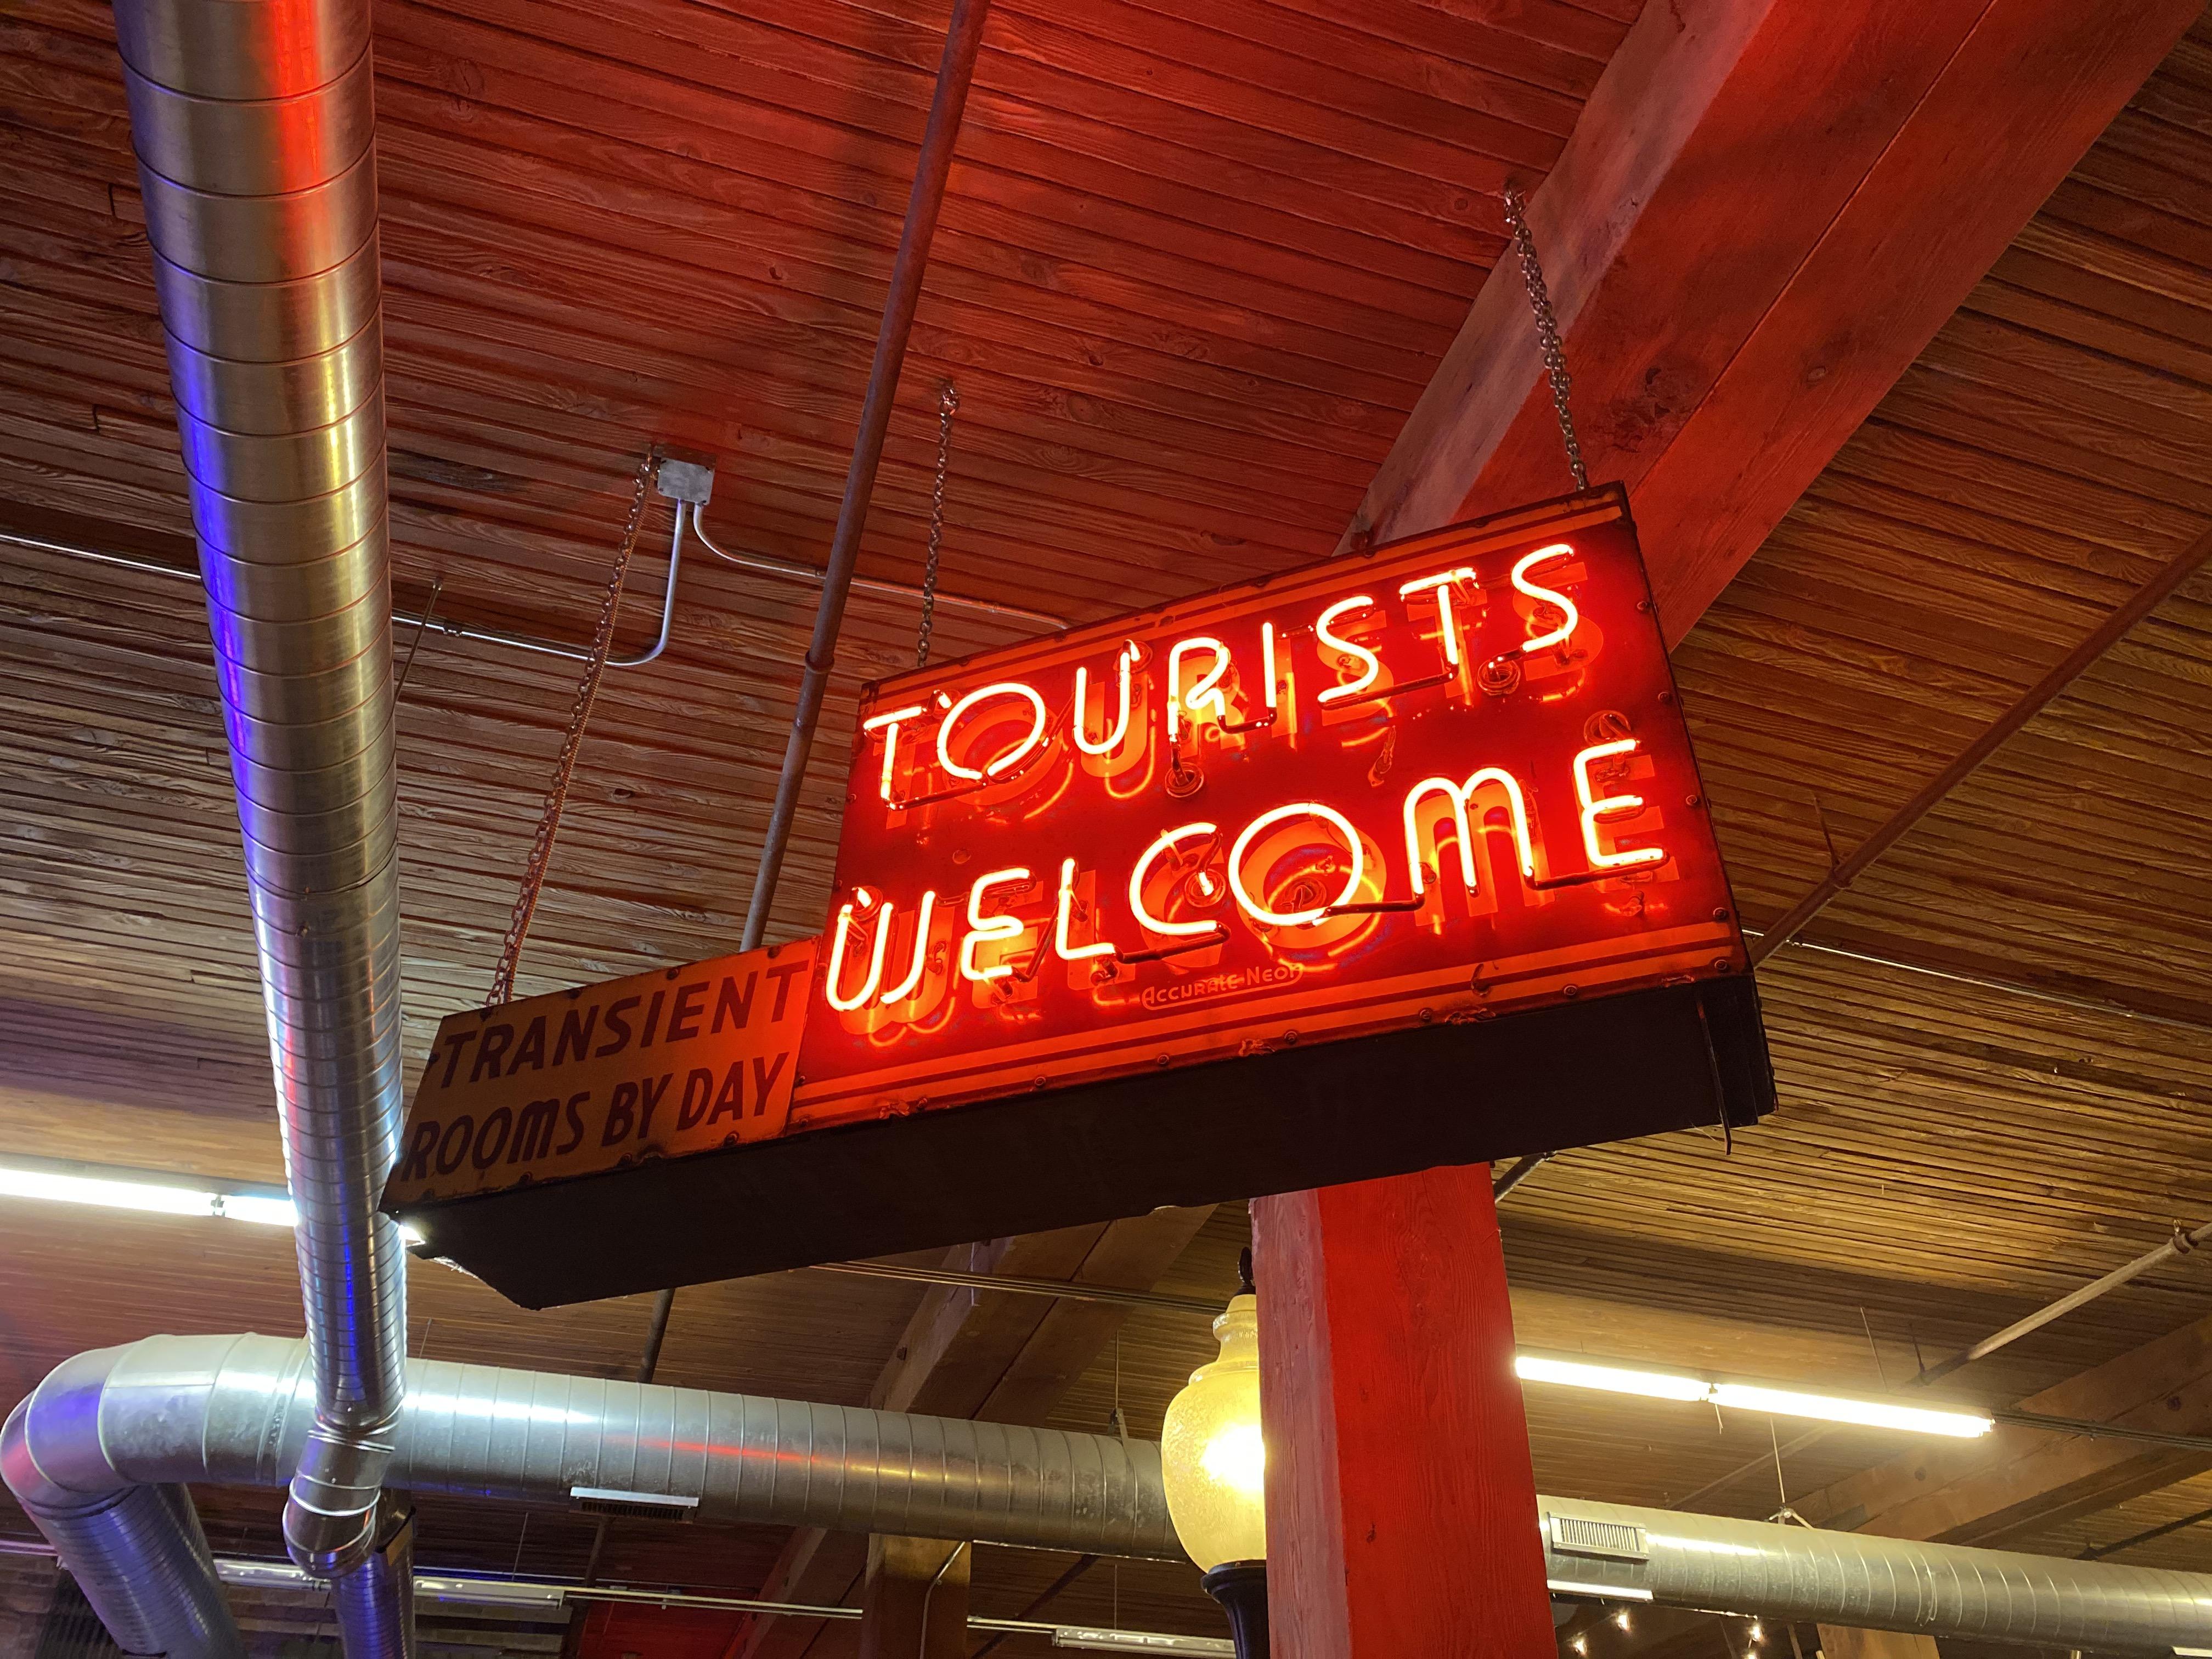 TOURISTS
WELCOME
ACCURATE NEON
TRANSIENT
ROOMS BY DAY